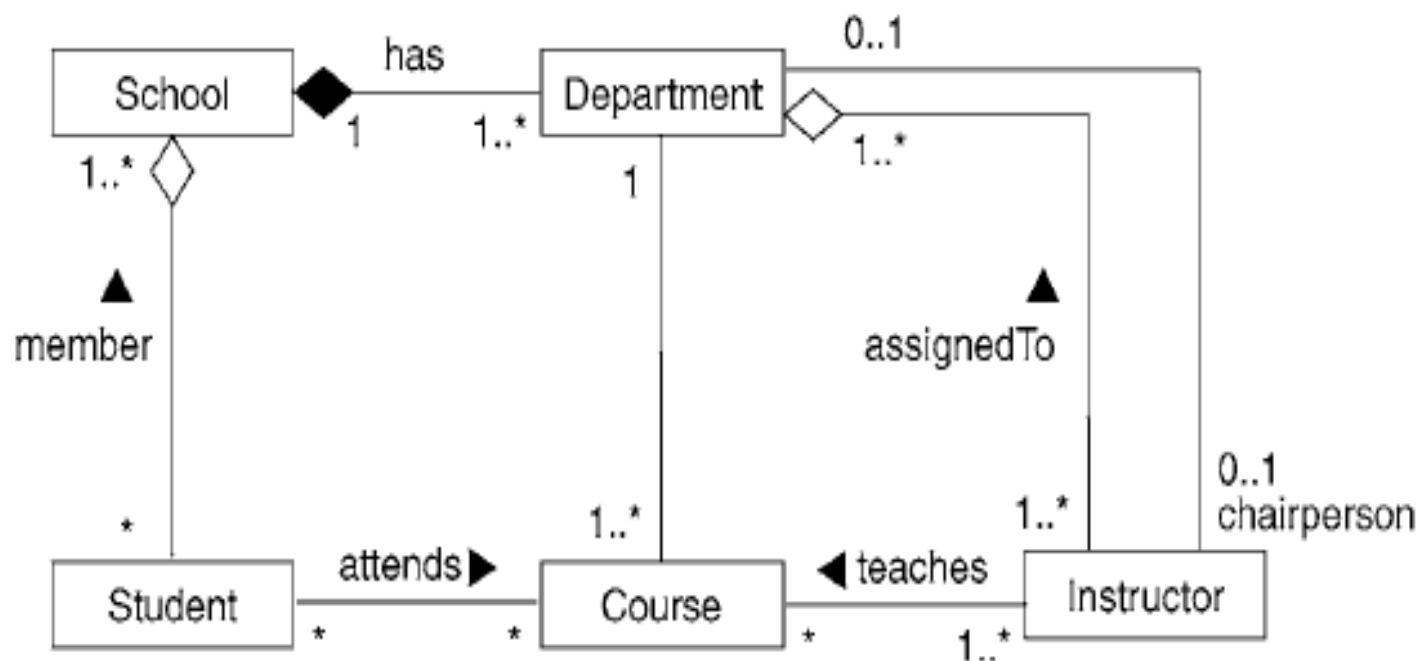 0..1
has
School
Department
1
1..*
1..*
1..*
1
member
assignedTo
0..1
chairperson
*
1..*
1..*
attends
teaches
Student
Course
Instructor
*
*
*
1..*